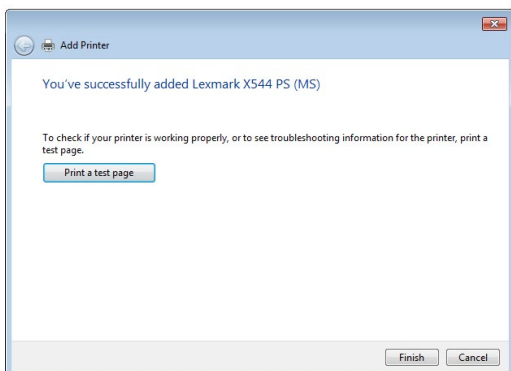 Add Printer
You've successfully added Lexmark X544 PS (MS)
To check if your printer is working properly, or to see troubleshooting information for the printer, print a
test page.
Print a test page
Finish Cancel